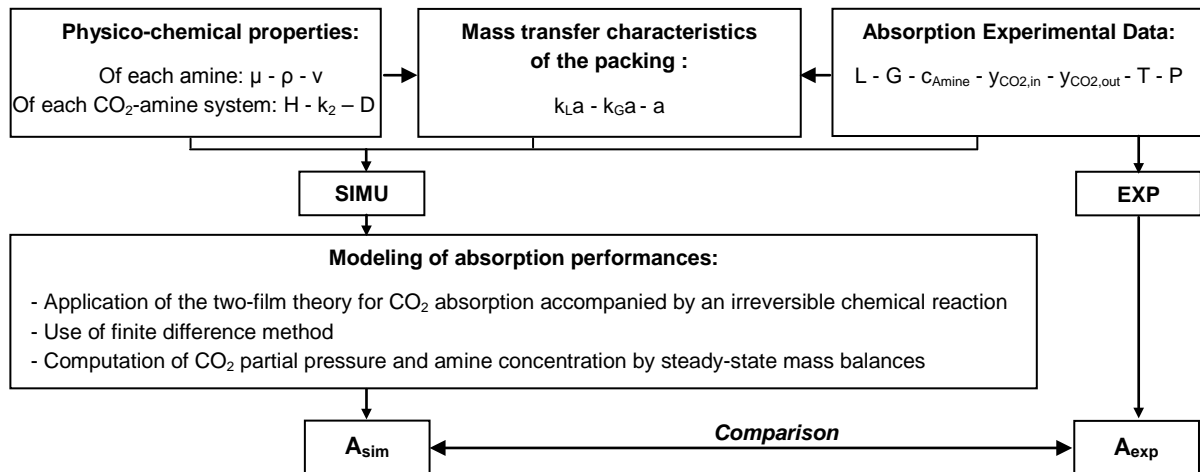 Physico-chemical properties:
Of each amine: μ - ρ - ν
Of each CO₂-amine system: H - k₂ – D
Mass transfer characteristics
of the packing :
kLa - kGa - a
Absorption Experimental Data:
L - G - cAmine - yCO2,in - yCO2,out - T - P
SIMU
EXP
Modeling of absorption performances:
- Application of the two-film theory for CO₂ absorption accompanied by an irreversible chemical reaction
- Use of finite difference method
- Computation of CO₂ partial pressure and amine concentration by steady-state mass balances
Asim
Comparison
Aexp